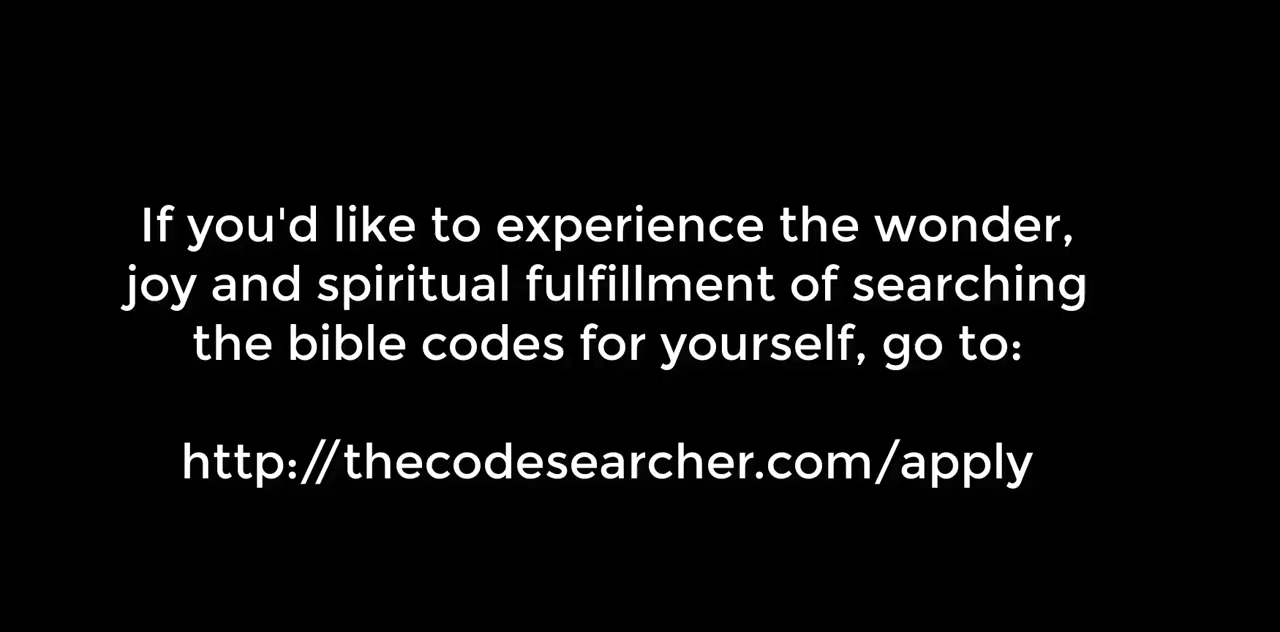 If you'd like to experience the wonder,
joy and spiritual fulfillment of searching
the bible codes for yourself, go to:
http://thecodesearcher.com/apply